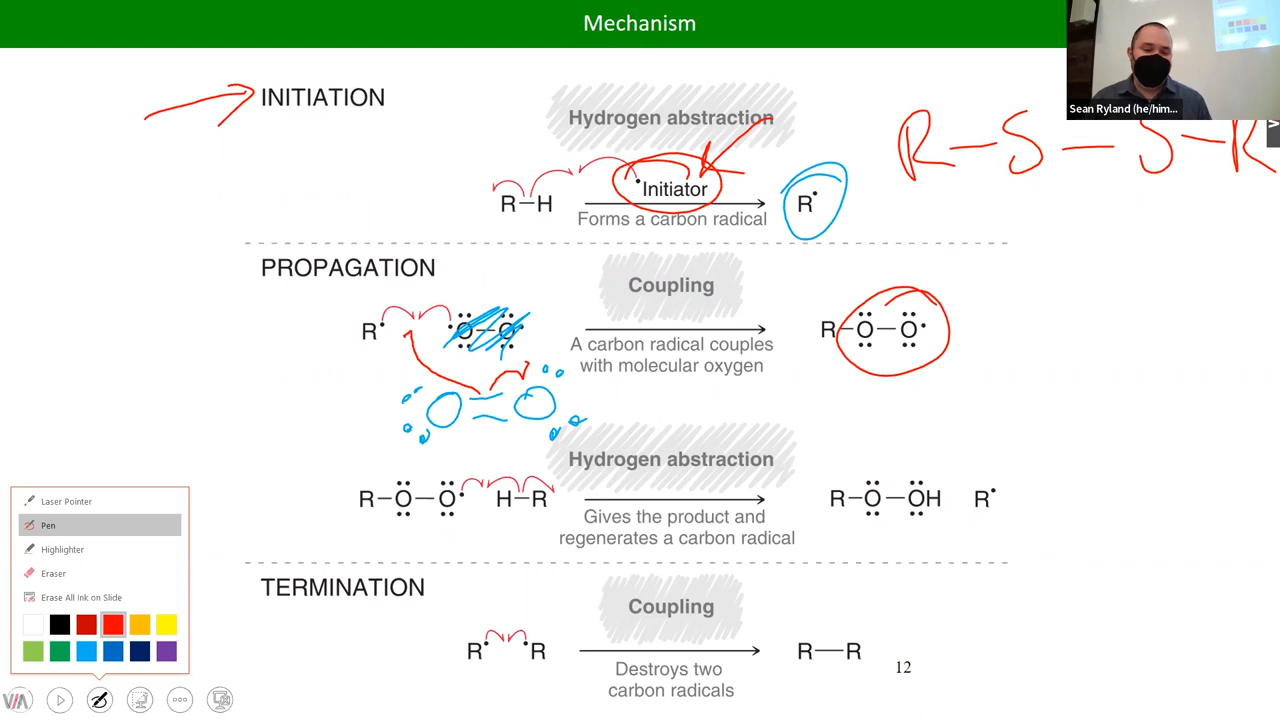 Mechanism
Sean Ryland (he/him...
INITIATION
Hydrogen abstraction
R–S–S–R
R–H
•Initiator
R•
Forms a carbon radical
PROPAGATION
Coupling
R• •O–O•
R–O–O•
A carbon radical couples
with molecular oxygen
O=O
Hydrogen abstraction
R–O–O• H–R
R–O–OH R•
Gives the product and
regenerates a carbon radical
TERMINATION
Coupling
R• •R
R–R
Destroys two
carbon radicals
12
Laser Pointer
Pen
Highlighter
Eraser
Erase All Ink on Slide